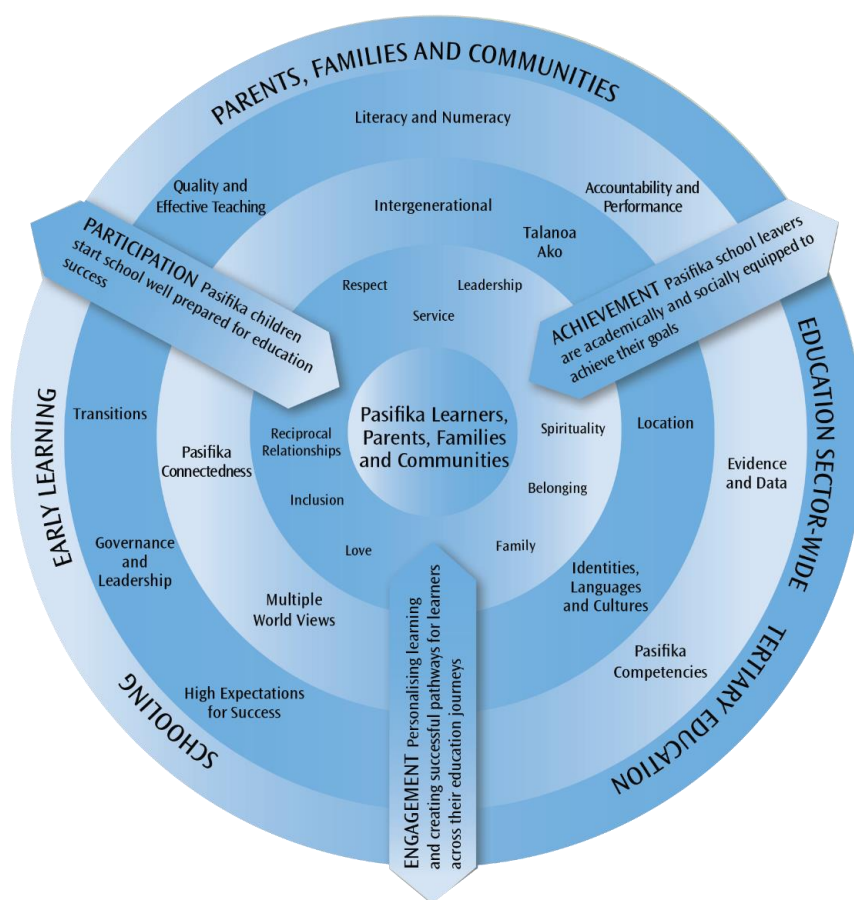 PARENTS, FAMILIES AND COMMUNITIES
Literacy and Numeracy
Quality and
Effective Teaching
Accountability and
Performance
Intergenerational
Talanoa
Ako
PARTICIPATION Pasifika children
start school well prepared for education
success
ACHIEVEMENT Pasifika school leavers
are academically and socially equipped to
achieve their goals
Respect
Leadership
Service
Pasifika Learners,
Parents, Families
and Communities
Transitions
Pasifika
Connectedness
Reciprocal
Relationships
Spirituality
Location
Evidence
and Data
Inclusion
Belonging
Love
Family
Governance
and
Leadership
Multiple
World Views
Identities,
Languages
and Cultures
Pasifika
Competencies
High Expectations
for Success
ENGAGEMENT Personalising learning
and creating successful pathways for learners
across their education journeys
EARLY LEARNING
SCHOOLING
EDUCATION SECTOR-WIDE
TERTIARY EDUCATION